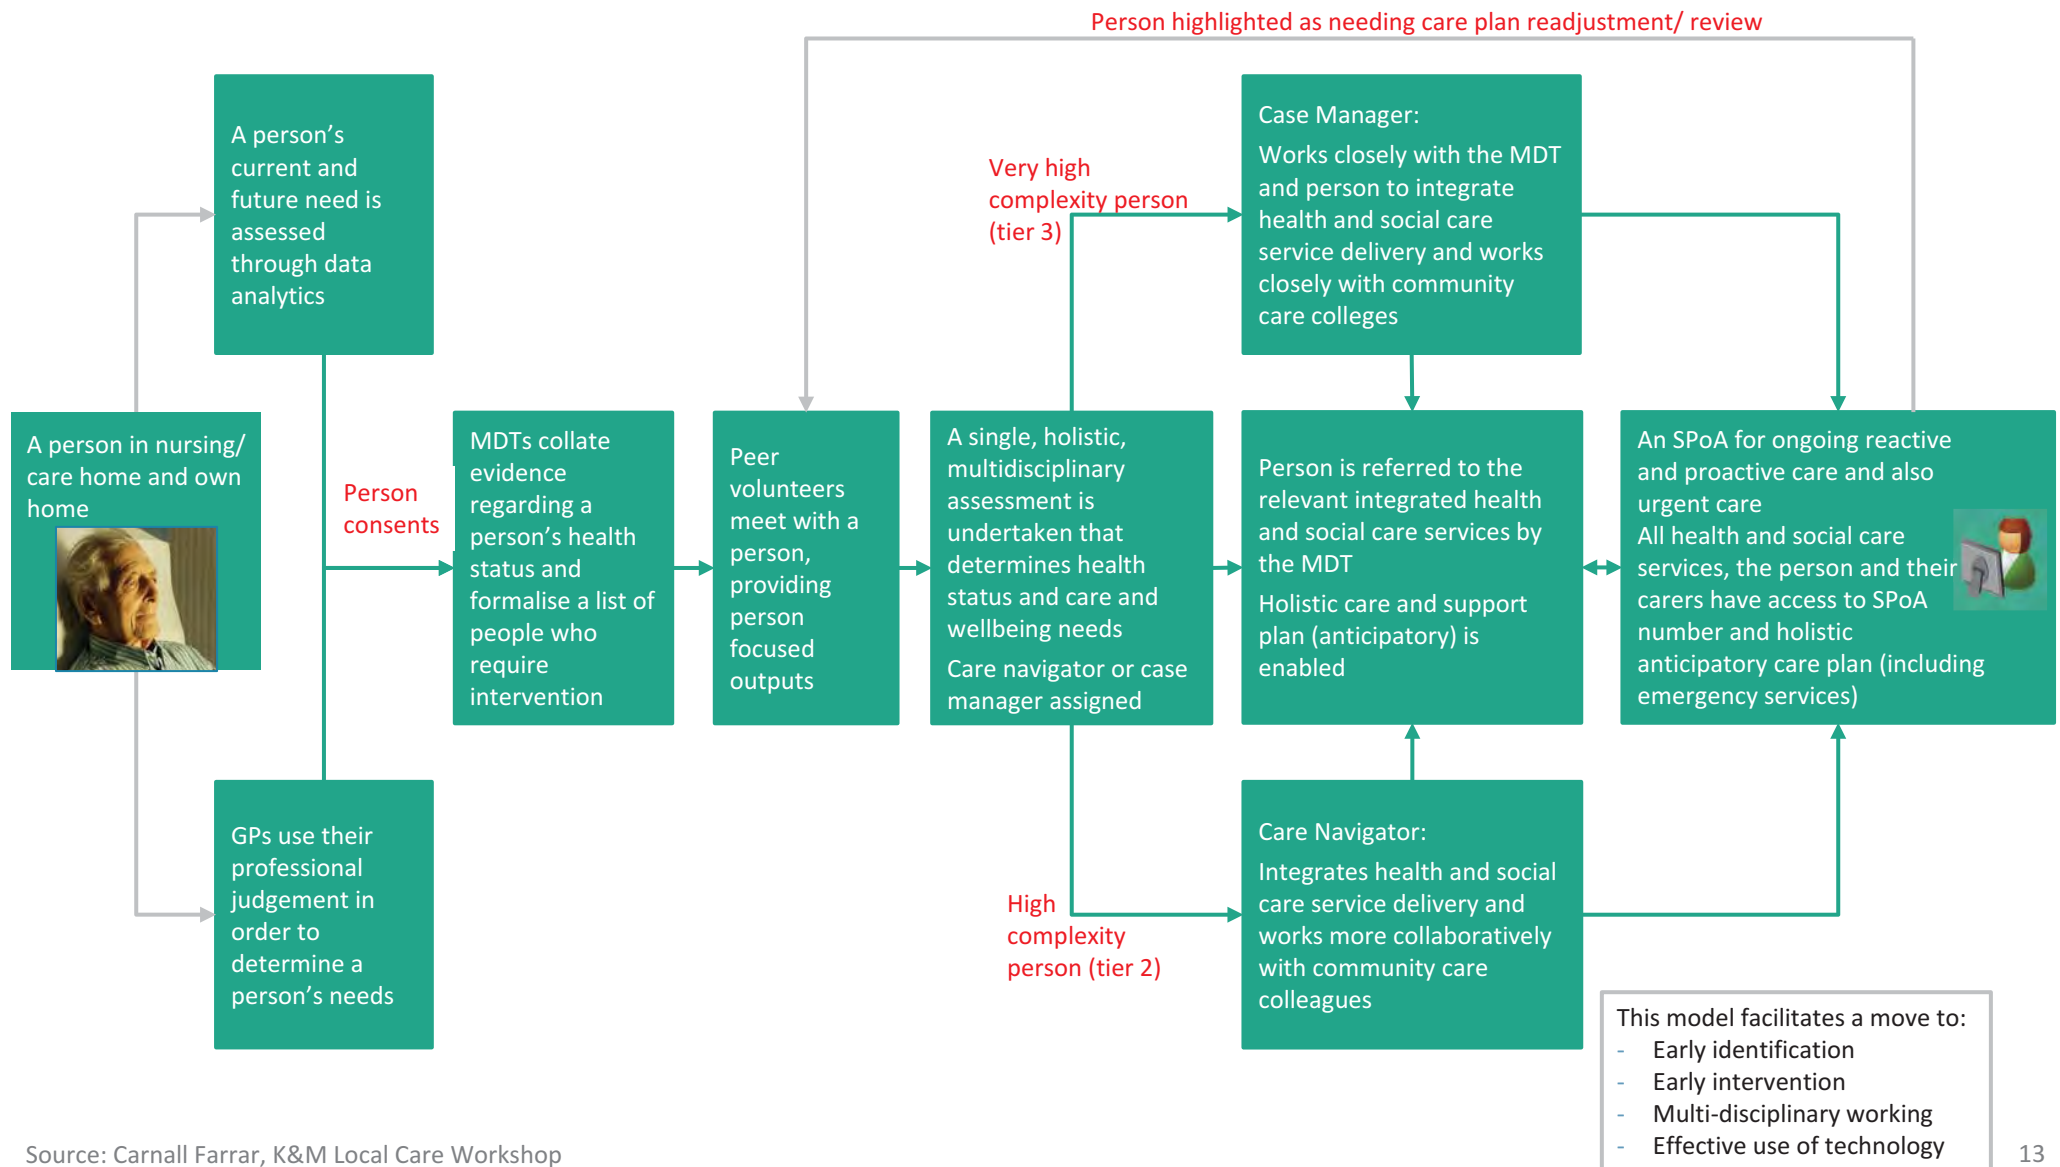 Person highlighted as needing care plan readjustment/ review
A person's
current and
future need is
assessed
through data
analytics
A person in nursing/
care home and own
home
GPs use their
professional
judgement in
order to
determine a
person's needs
Person
consents
MDTs collate
evidence
regarding a
person's health
status and
formalise a list of
people who
require
intervention
Peer
volunteers
meet with a
person,
providing
person
focused
outputs
A single, holistic,
multidisciplinary
assessment is
undertaken that
determines health
status and care and
wellbeing needs
Care navigator or case
manager assigned
Very high
complexity person
(tier 3)
High
complexity
person (tier 2)
Case Manager:
Works closely with the MDT
and person to integrate
health and social care
service delivery and works
closely with community
care colleges
Person is referred to the
relevant integrated health
and social care services by
the MDT
Holistic care and support
plan (anticipatory) is
enabled
Care Navigator:
Integrates health and social
care service delivery and
works more collaboratively
with community care
colleagues
An SPoA for ongoing reactive
and proactive care and also
urgent care
All health and social care
services, the person and their
carers have access to SPoA
number and holistic
anticipatory care plan (including
emergency services)
This model facilitates a move to:
- Early identification
- Early intervention
- Multi-disciplinary working
- Effective use of technology
Source: Carnall Farrar, K&M Local Care Workshop
13